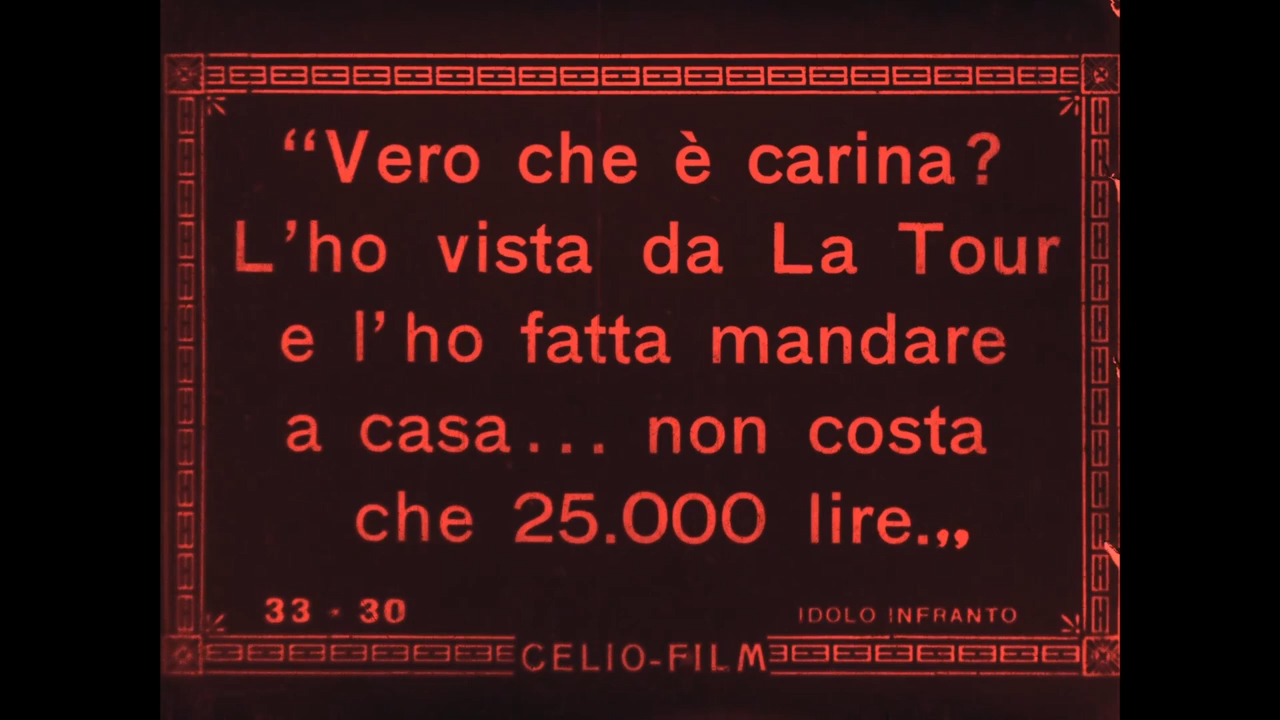 “Vero che è carina?
L’ho vista da La Tour
e l’ho fatta mandare
a casa... non costa
che 25.000 lire.„
33 - 30
IDOLO INFRANTO
CELIO-FILM